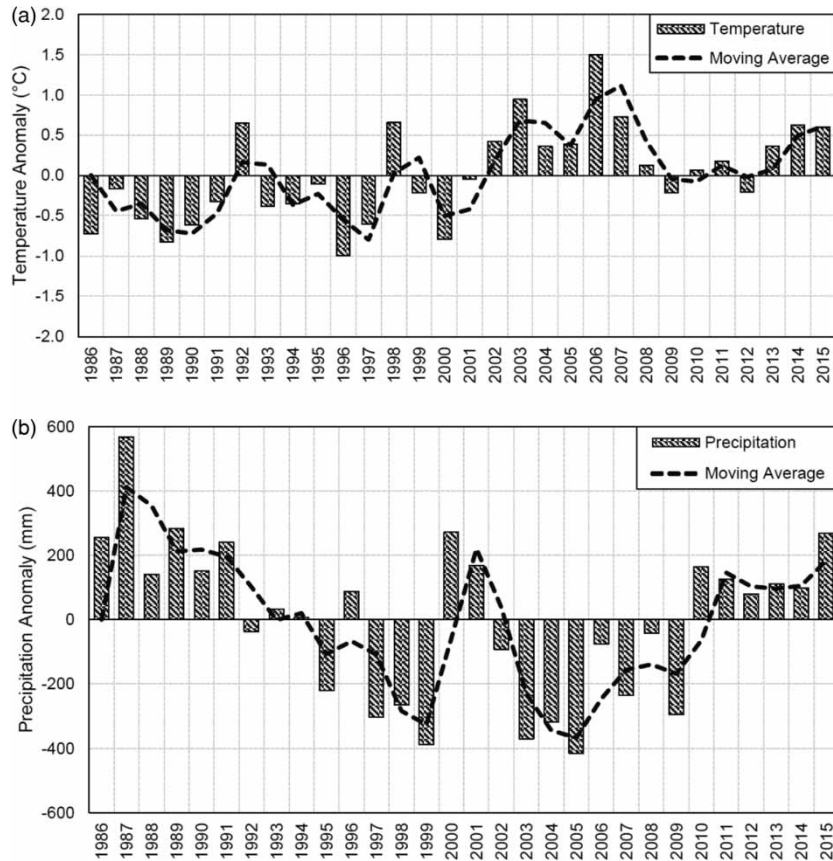 (a)
2.0
1.5
1.0
0.5
0.0
-0.5
-1.0
-1.5
-2.0
Temperature Anomaly (°C)
Temperature
Moving Average
1986 1987 1988 1989 1990 1991 1992 1993 1994 1995 1996 1997 1998 1999 2000 2001 2002 2003 2004 2005 2006 2007 2008 2009 2010 2011 2012 2013 2014 2015
(b)
600
400
200
0
-200
-400
-600
Precipitation Anomaly (mm)
Precipitation
Moving Average
1986 1987 1988 1989 1990 1991 1992 1993 1994 1995 1996 1997 1998 1999 2000 2001 2002 2003 2004 2005 2006 2007 2008 2009 2010 2011 2012 2013 2014 2015